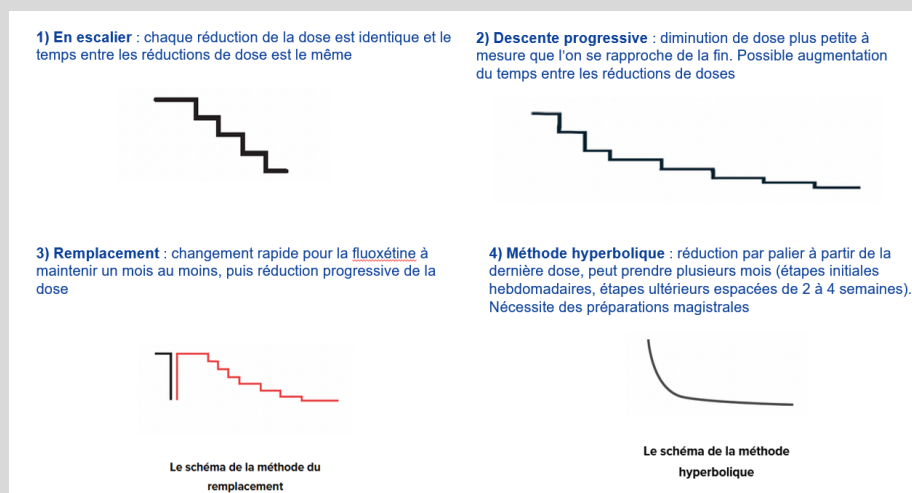 1) En escalier : chaque réduction de la dose est identique et le
temps entre les réductions de dose est le même
2) Descente progressive : diminution de dose plus petite à
mesure que l'on se rapproche de la fin. Possible augmentation
du temps entre les réductions de doses
3) Remplacement : changement rapide pour la fluoxétine à
maintenir un mois au moins, puis réduction progressive de la
dose
4) Méthode hyperbolique : réduction par palier à partir de la
dernière dose, peut prendre plusieurs mois (étapes initiales
hebdomadaires, étapes ultérieurs espacées de 2 à 4 semaines).
Nécessite des préparations magistrales
Le schéma de la méthode du
remplacement
Le schéma de la méthode
hyperbolique